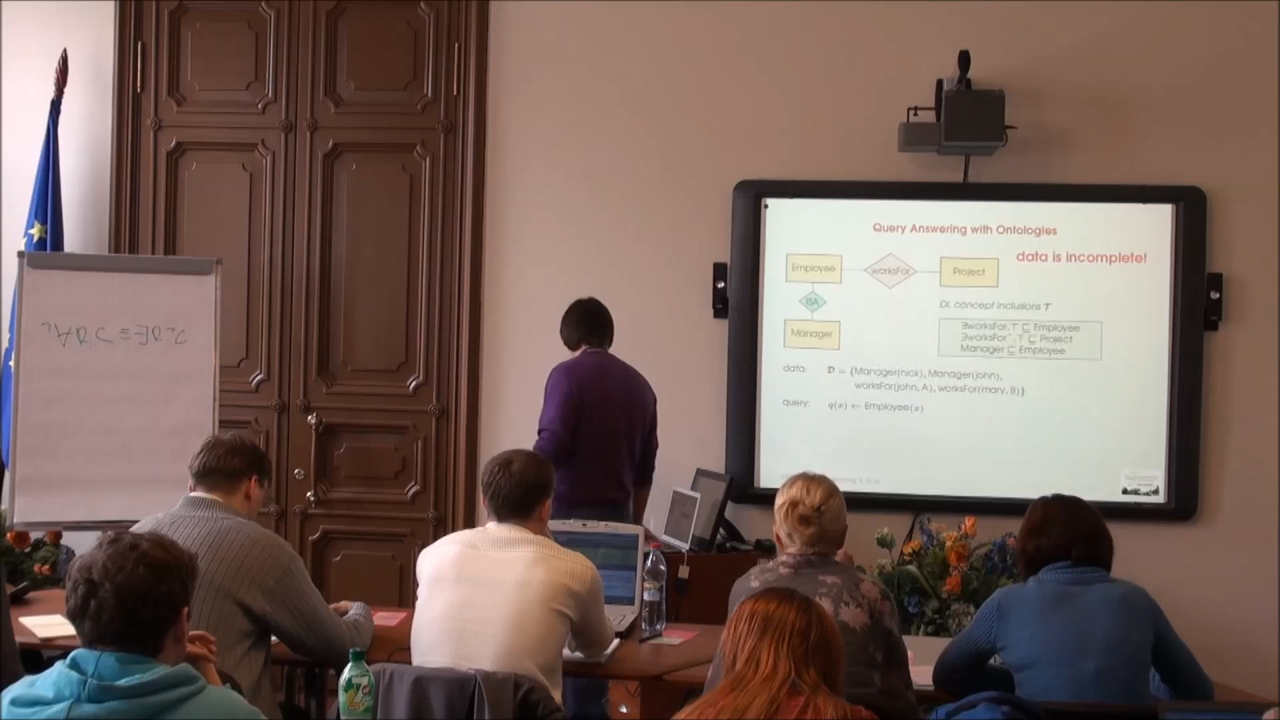 Query Answering with Ontologies
data is incomplete!
Employee
worksFor
Project
ISA
Manager
DL concept inclusions T
∃worksFor.⊤ ⊑ Employee
∃worksFor⁻.⊤ ⊑ Project
Manager ⊑ Employee
data: D = {Manager(nick), Manager(john),
worksFor(john, A), worksFor(mary, B)}
query: q(x) ← Employee(x)